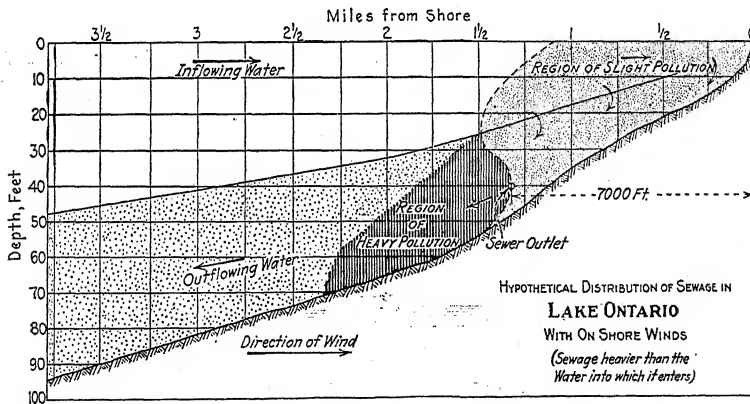 Miles from Shore
3½ 3 2½ 2 1½ 1 ½ 0
Depth, Feet
0
10
20
30
40
50
60
70
80
90
100
Inflowing Water
REGION OF SLIGHT POLLUTION
7000 Ft.
REGION
OF
HEAVY POLLUTION
Sewer Outlet
Outflowing Water
Direction of Wind
HYPOTHETICAL DISTRIBUTION OF SEWAGE IN
LAKE ONTARIO
WITH ON SHORE WINDS
(Sewage heavier than the
Water into which it enters)